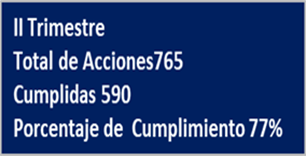 II Trimestre
Total de Acciones765
Cumplidas 590
Porcentaje de Cumplimiento 77%